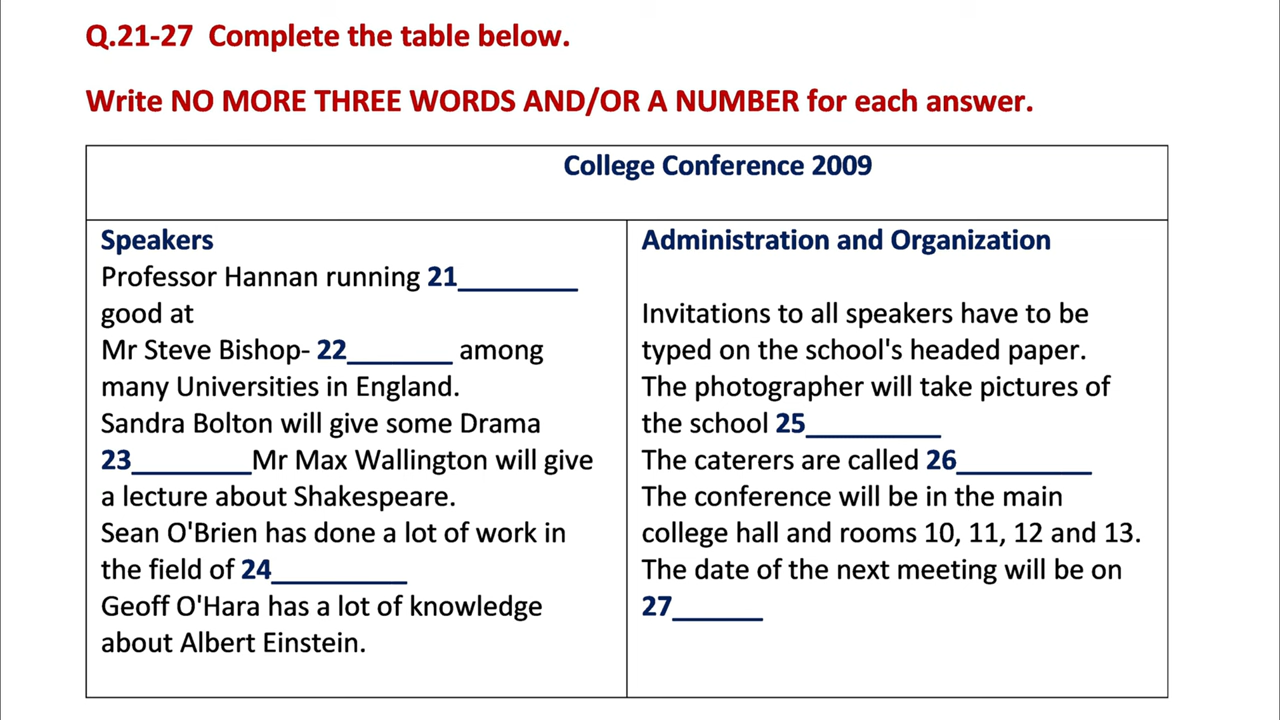 Q.21-27 Complete the table below.
Write NO MORE THREE WORDS AND/OR A NUMBER for each answer.
College Conference 2009
Speakers
Professor Hannan running 21_________
good at
Mr Steve Bishop- 22________ among
many Universities in England.
Sandra Bolton will give some Drama
23_________Mr Max Wallington will give
a lecture about Shakespeare.
Sean O'Brien has done a lot of work in
the field of 24__________
Geoff O'Hara has a lot of knowledge
about Albert Einstein.
Administration and Organization
Invitations to all speakers have to be
typed on the school's headed paper.
The photographer will take pictures of
the school 25__________
The caterers are called 26__________
The conference will be in the main
college hall and rooms 10, 11, 12 and 13.
The date of the next meeting will be on
27_______